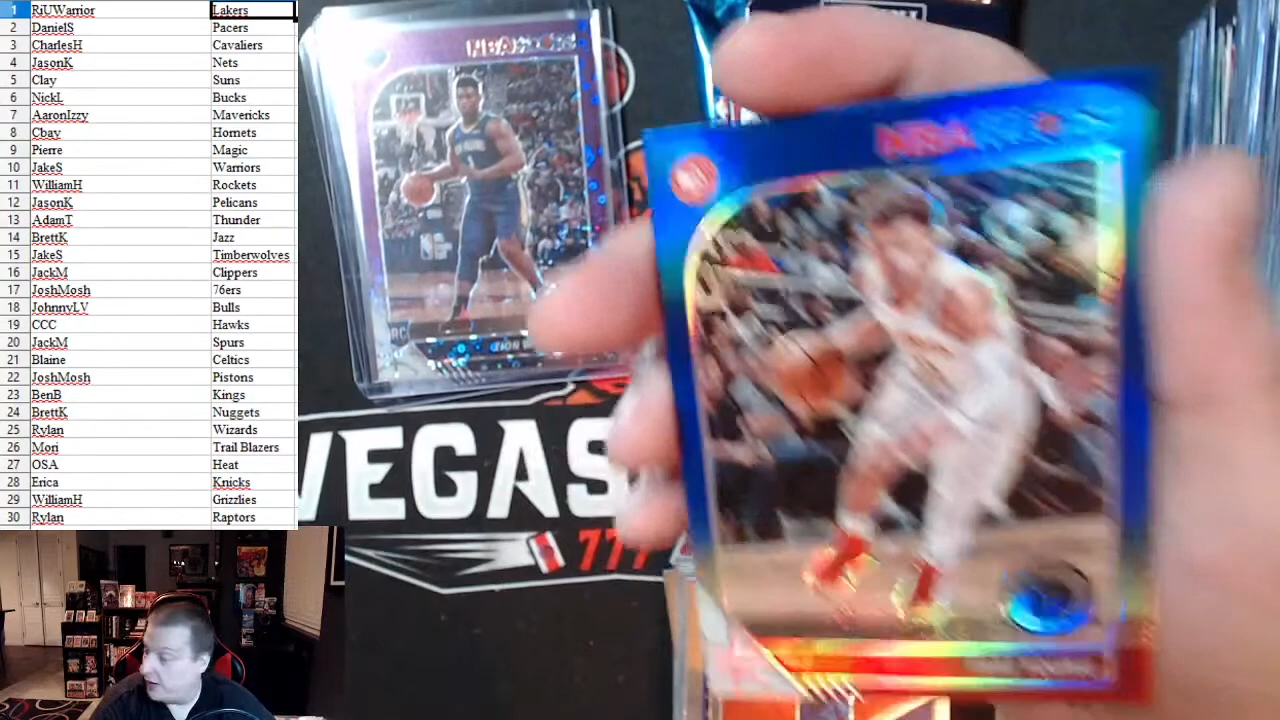 1 RiUWarrior Lakers
2 DanielS Pacers
3 CharlesH Cavaliers
4 JasonK Nets
5 Clay Suns
6 NickL Bucks
7 AaronIzzy Mavericks
8 Cbay Hornets
9 Pierre Magic
10 JakeS Warriors
11 WilliamH Rockets
12 JasonK Pelicans
13 AdamT Thunder
14 BrettK Jazz
15 JakeS Timberwolves
16 JackM Clippers
17 JoshMosh 76ers
18 JohnnyLV Bulls
19 CCC Hawks
20 JackM Spurs
21 Blaine Celtics
22 JoshMosh Pistons
23 BenB Kings
24 BrettK Nuggets
25 Rylan Wizards
26 Mori Trail Blazers
27 OSA Heat
28 Erica Knicks
29 WilliamH Grizzlies
30 Rylan Raptors
NBA HOOPS
RC
ZION
NBA HOOPS
VEGAS
777